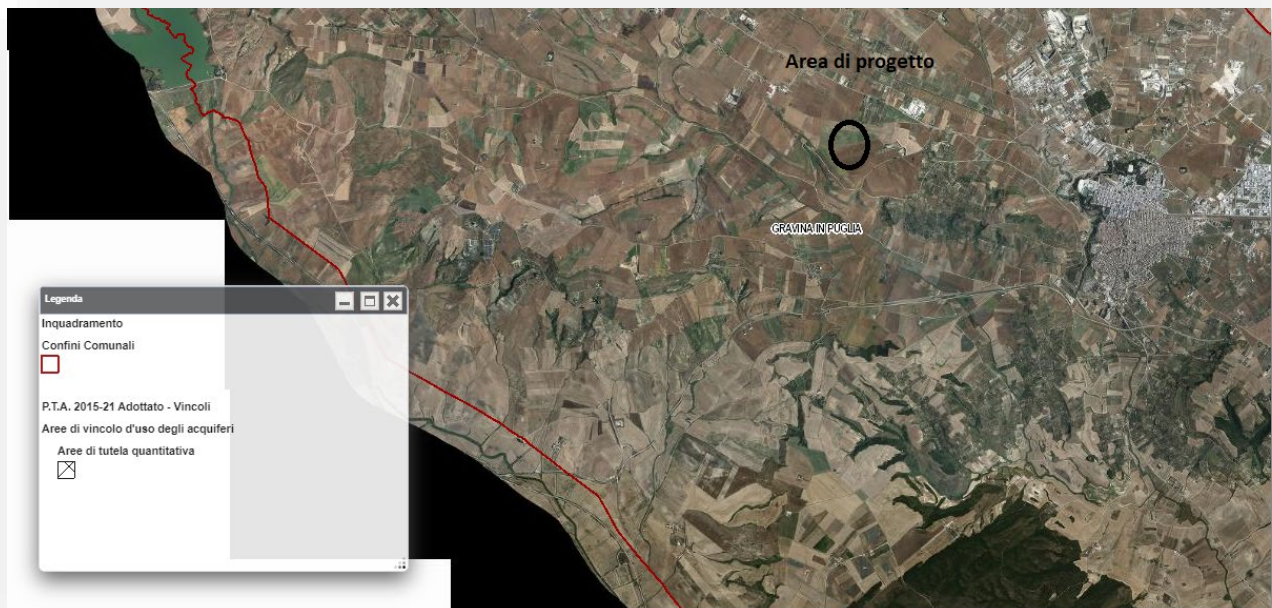 Area di progetto
GRAVINA IN PUGLIA
Legenda
Inquadramento
Confini Comunali
P.T.A. 2015-21 Adottato - Vincoli
Aree di vincolo d'uso degli acquiferi
Aree di tutela quantitativa